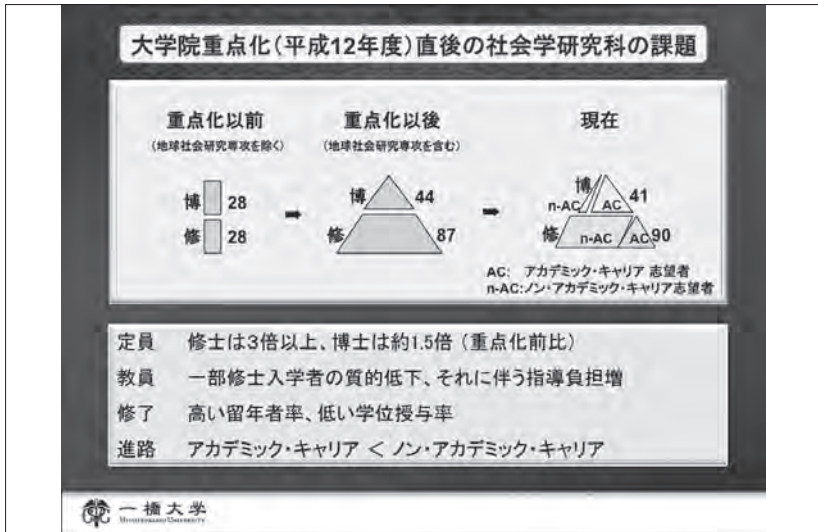 大学院重点化(平成12年度)直後の社会学研究科の課題
重点化以前 重点化以後 現在
(地球社会研究専攻を除く) (地球社会研究専攻を含む)
博 28 ➡ 博 44 ➡ 博 n-AC AC 41
修 28 修 87 修 n-AC AC 90
AC: アカデミック・キャリア 志望者
n-AC:ノン・アカデミック・キャリア志望者
定員 修士は3倍以上、博士は約1.5倍 (重点化前比)
教員 一部修士入学者の質的低下、それに伴う指導負担増
修了 高い留年者率、低い学位授与率
進路 アカデミック・キャリア < ノン・アカデミック・キャリア
一橋大学
Hitotsubashi University